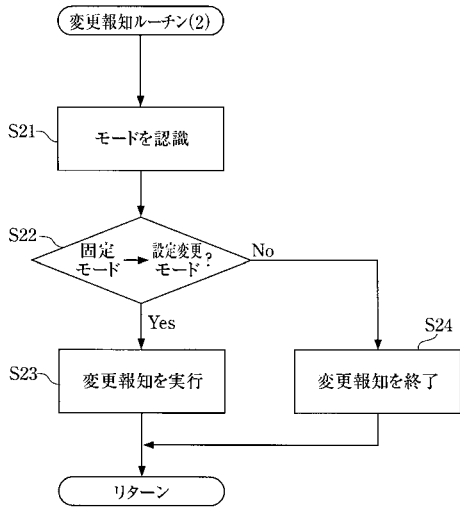 変更報知ルーチン(2)
S21
モードを認識
S22
固定モード→設定変更モード?
No
Yes
S24
S23
変更報知を実行
変更報知を終了
リターン